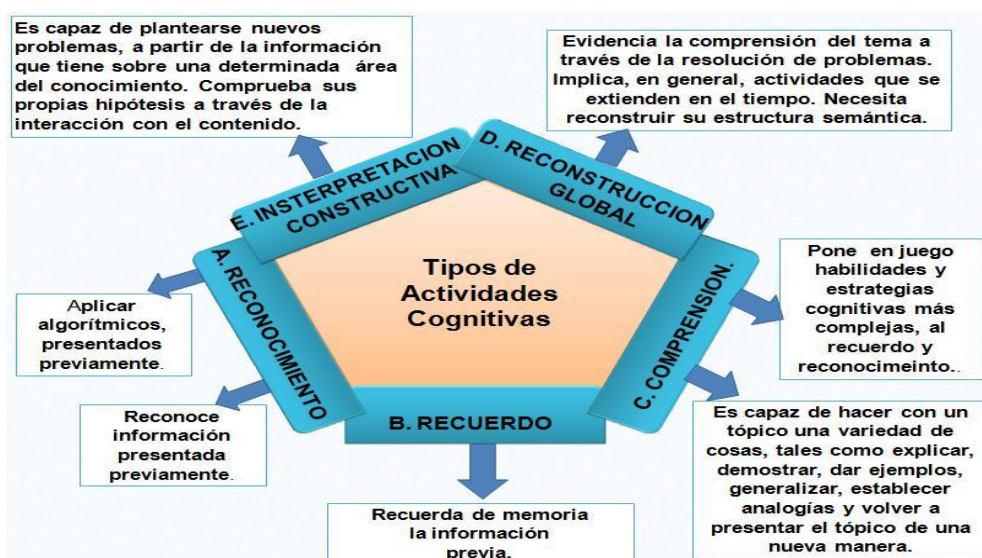 Es capaz de plantearse nuevos
problemas, a partir de la información
que tiene sobre una determinada área
del conocimiento. Comprueba sus
propias hipótesis a través de la
interacción con el contenido.
Evidencia la comprensión del tema a
través de la resolución de problemas.
Implica, en general, actividades que se
extienden en el tiempo. Necesita
reconstruir su estructura semántica.
E. INSTERPRETACION
CONSTRUCTIVA
D. RECONSTRUCCION
GLOBAL
Tipos de
Actividades
Cognitivas
A. RECONOCIMIENTO
C. COMPRENSION.
B. RECUERDO
Aplicar
algorítmicos,
presentados
previamente.
Reconoce
información
presentada
previamente.
Recuerda de memoria
la información
previa.
Pone en juego
habilidades y
estrategias
cognitivas más
complejas, al
recuerdo y
reconocimeinto..
Es capaz de hacer con un
tópico una variedad de
cosas, tales como explicar,
demostrar, dar ejemplos,
generalizar, establecer
analogías y volver a
presentar el tópico de una
nueva manera.